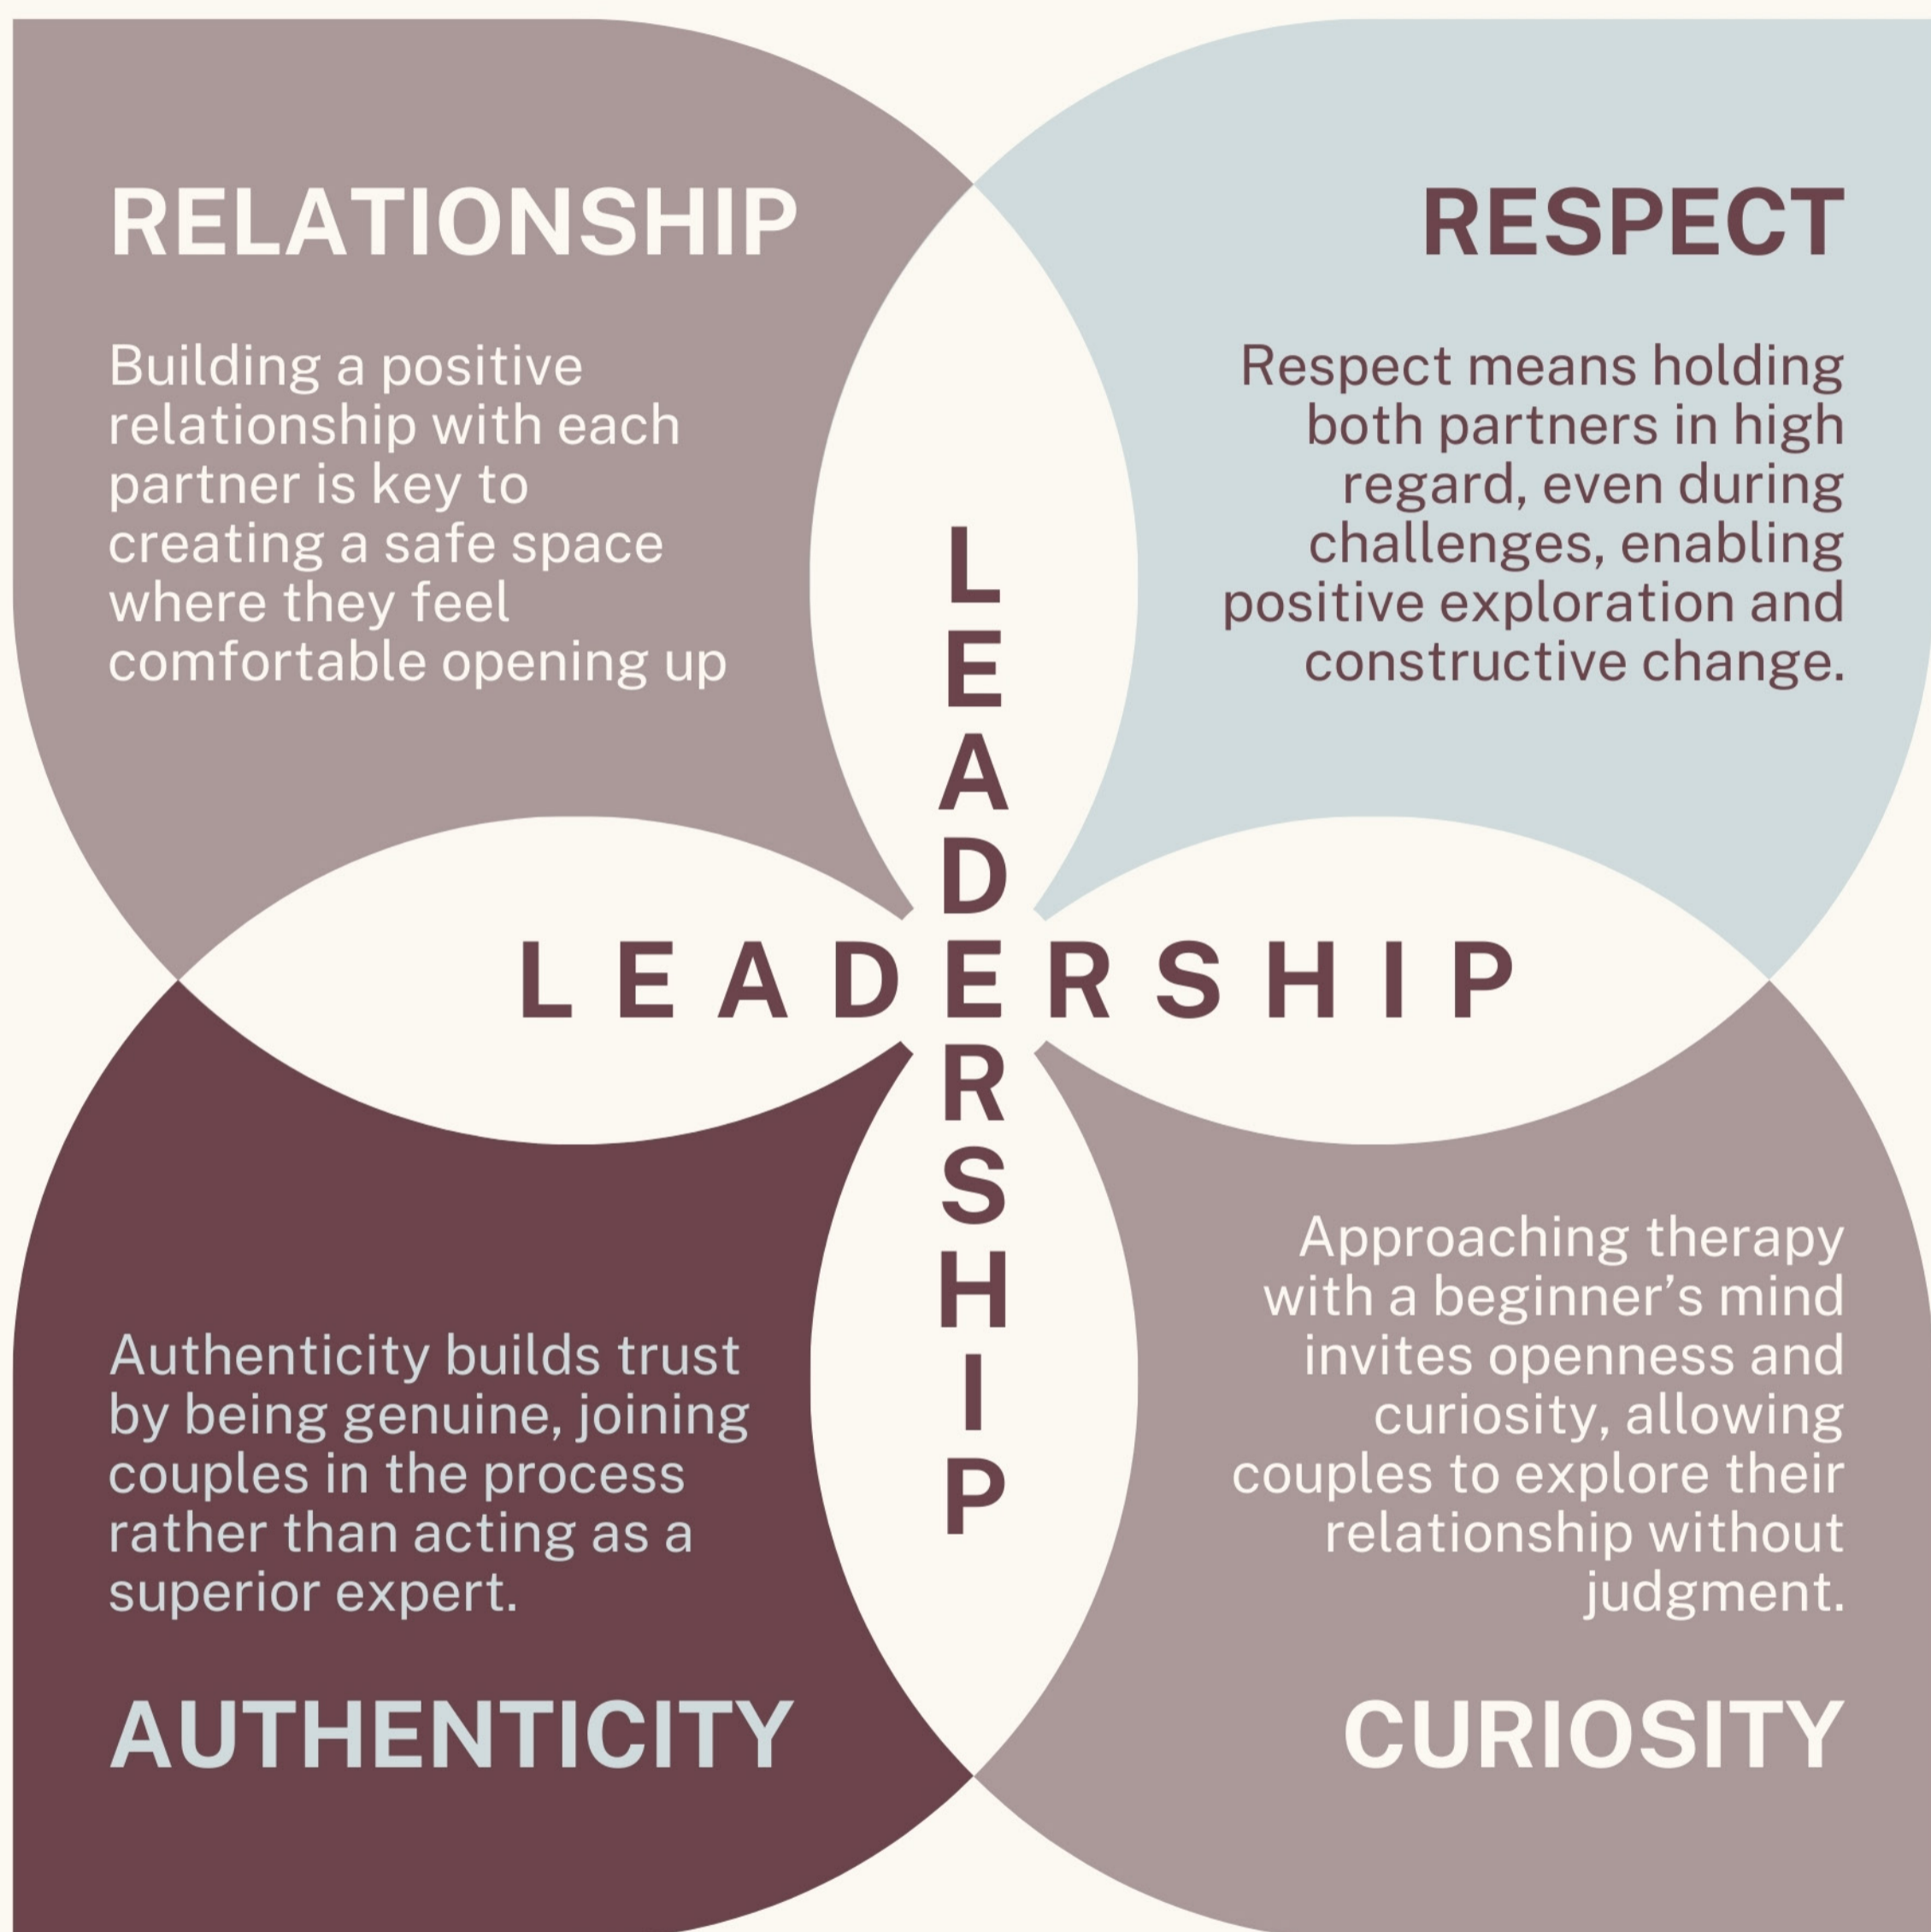 RELATIONSHIP
Building a positive
relationship with each
partner is key to
creating a safe space
where they feel
comfortable opening up
RESPECT
Respect means holding
both partners in high
regard, even during
challenges, enabling
positive exploration and
constructive change.
LEADERSHIP
LEADERSHIP
Authenticity builds trust
by being genuine, joining
couples in the process
rather than acting as a
superior expert.
AUTHENTICITY
Approaching therapy
with a beginner’s mind
invites openness and
curiosity, allowing
couples to explore their
relationship without
judgment.
CURIOSITY